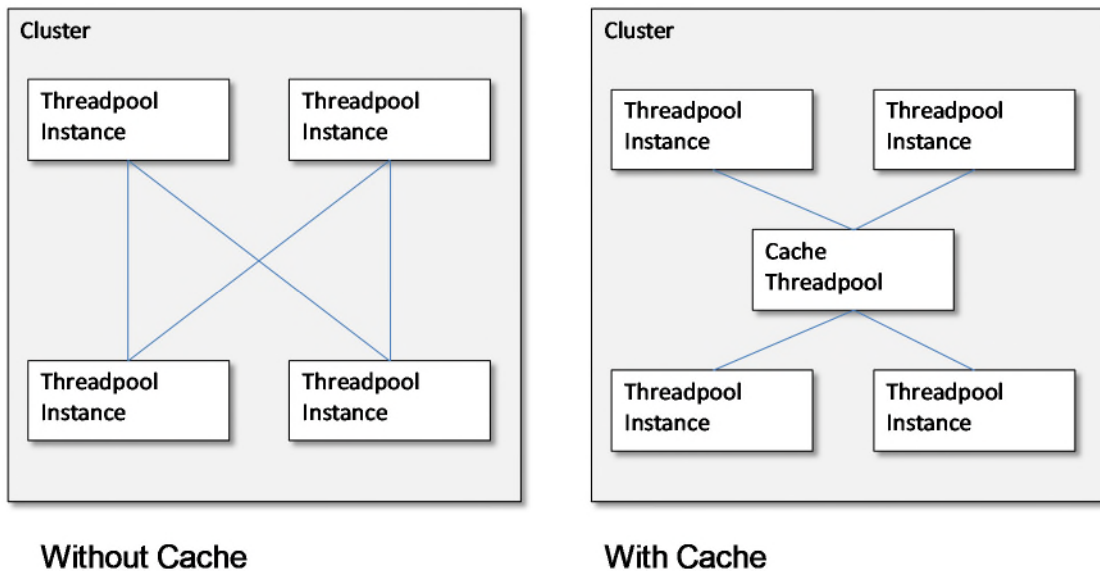 Cluster
Threadpool
Instance
Threadpool
Instance
Threadpool
Instance
Threadpool
Instance
Without Cache
Cluster
Threadpool
Instance
Threadpool
Instance
Cache
Threadpool
Threadpool
Instance
Threadpool
Instance
With Cache